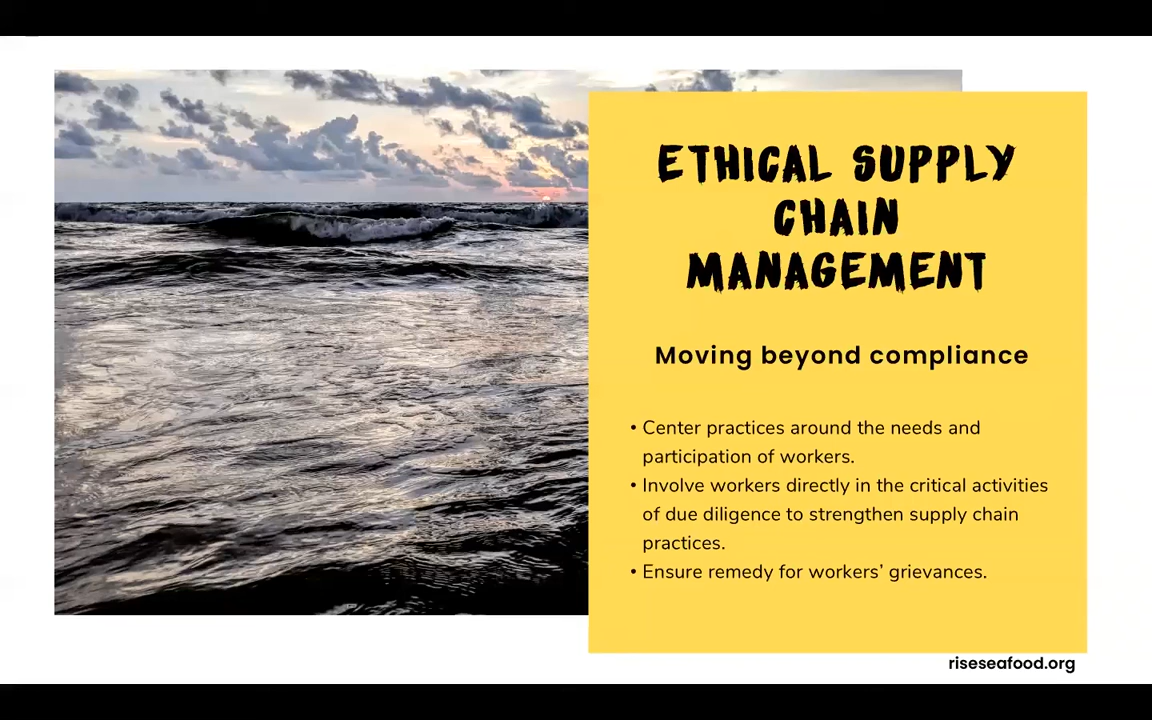 ETHICAL SUPPLY
CHAIN
MANAGEMENT
Moving beyond compliance
• Center practices around the needs and
participation of workers.
• Involve workers directly in the critical activities
of due diligence to strengthen supply chain
practices.
• Ensure remedy for workers’ grievances.
riseseafood.org